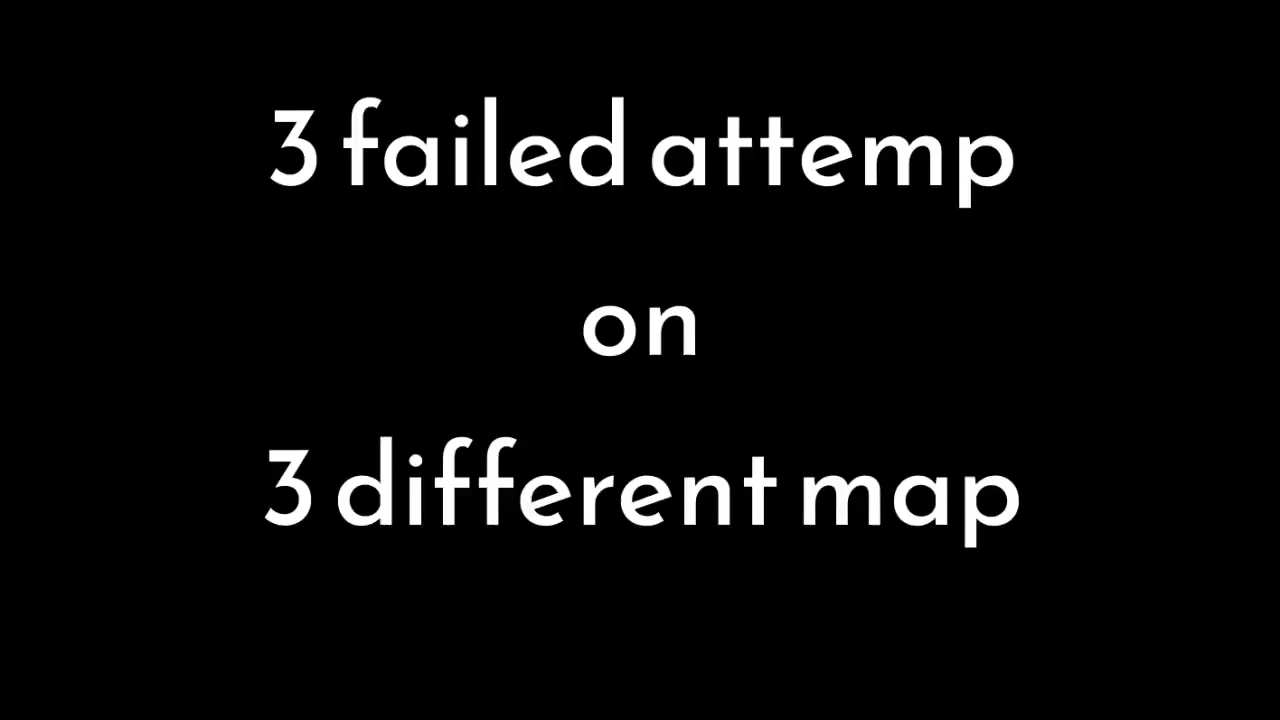 3 failed attemp
on
3 different map